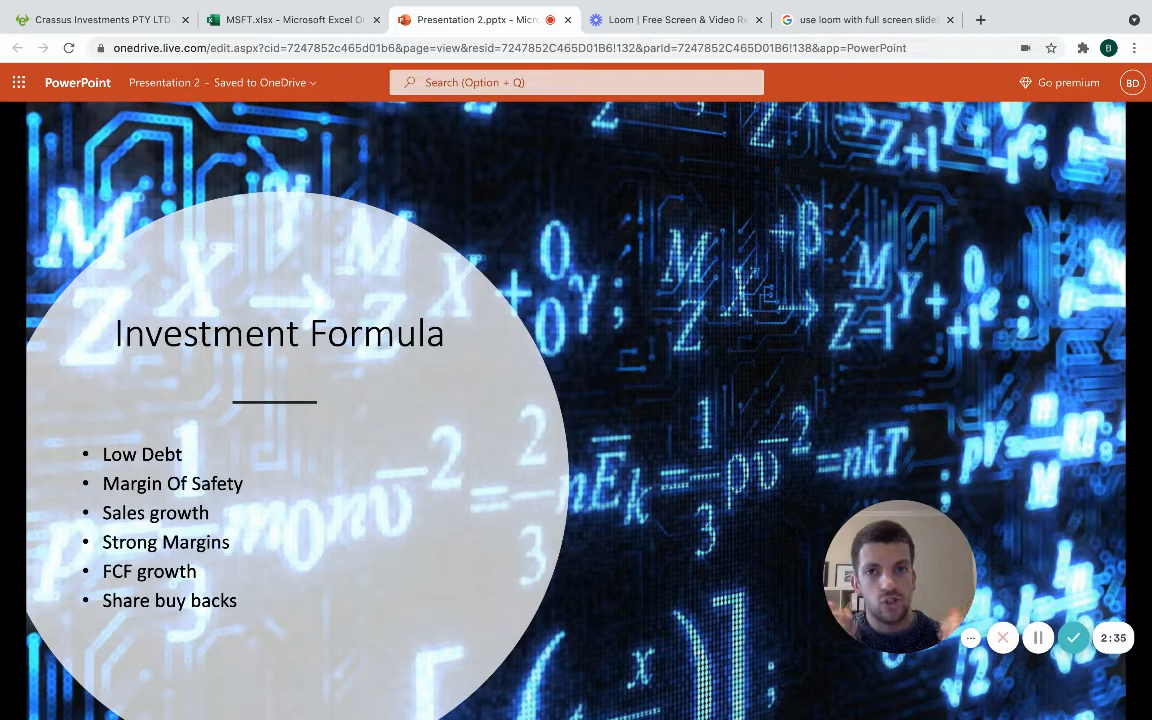 Crassus Investments PTY LTD
MSFT.xlsx - Microsoft Excel O
Presentation 2.pptx - Micr
Loom | Free Screen & Video Re
use loom with full screen slide
onedrive.live.com/edit.aspx?cid=7247852c465d01b6&page=view&resid=7247852C465D01B6!132&parId=7247852C465D01B6!138&app=PowerPoint
B
PowerPoint
Presentation 2 - Saved to OneDrive
Search (Option + Q)
Go premium
BD
Investment Formula
• Low Debt
• Margin Of Safety
• Sales growth
• Strong Margins
• FCF growth
• Share buy backs
2:35